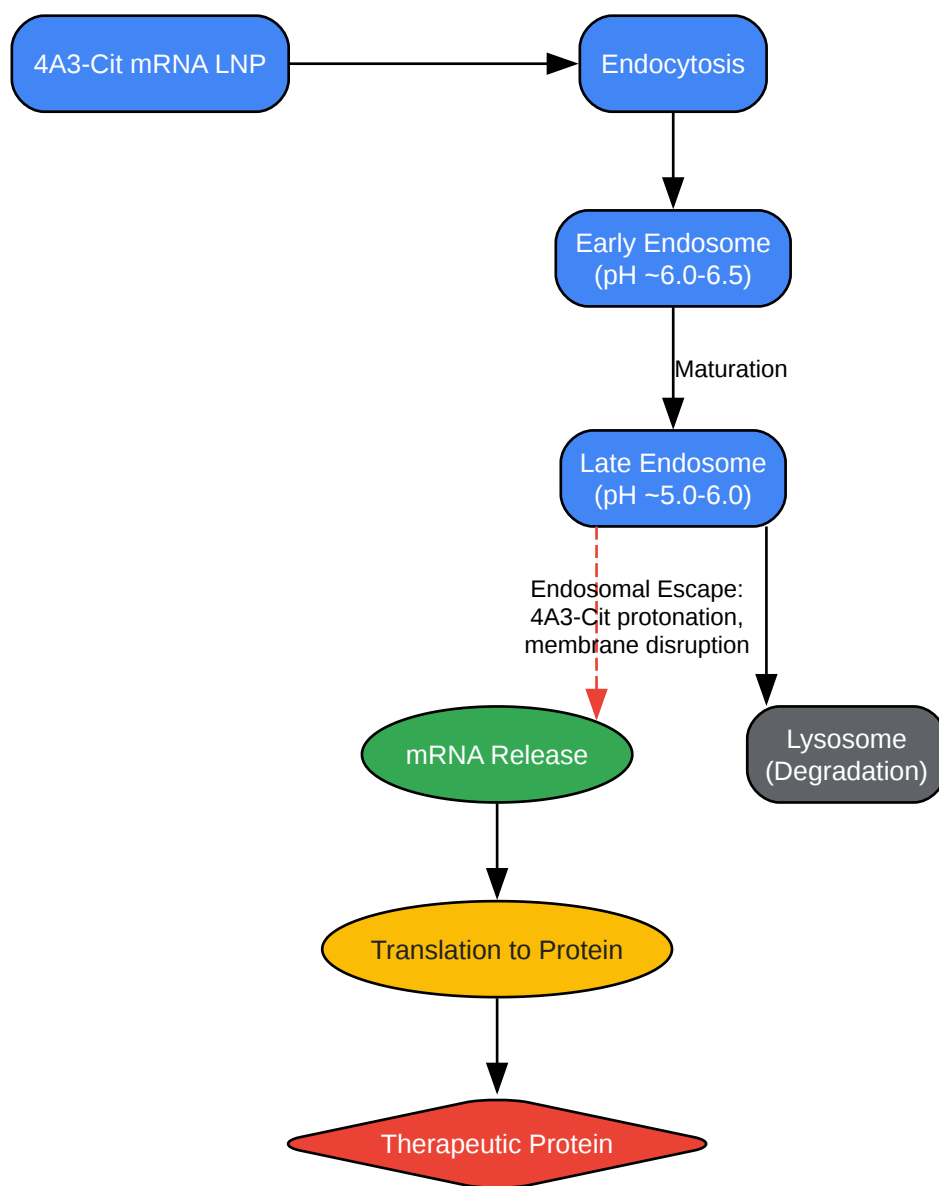 4A3-Cit mRNA LNP
Endocytosis
Early Endosome
(pH ~6.0-6.5)
Maturation
Late Endosome
(pH ~5.0-6.0)
Endosomal Escape:
4A3-Cit protonation,
membrane disruption
mRNA Release
Lysosome
(Degradation)
Translation to Protein
Therapeutic Protein